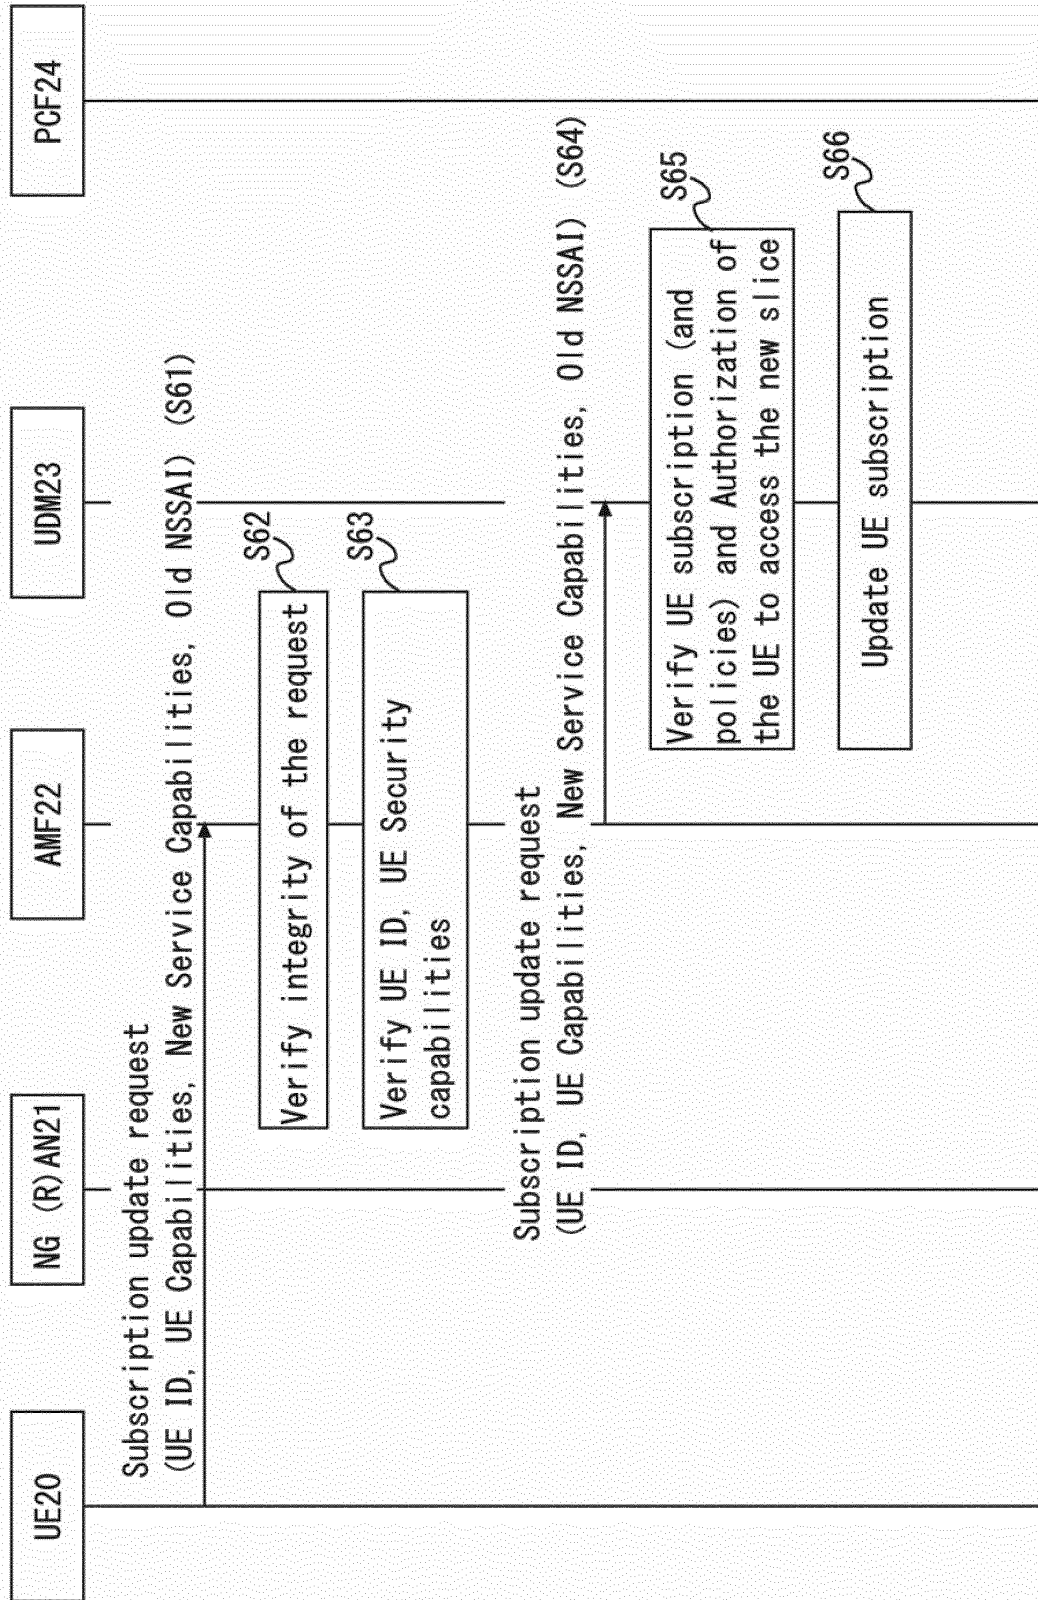 UE20
NG (R)AN21
AMF22
UDM23
PCF24
Subscription update request
(UE ID, UE Capabilities, New Service Capabilities, Old NSSAI) (S61)
S62
Verify integrity of the request
S63
Verify UE ID, UE Security
capabilities
Subscription update request
(UE ID, UE Capabilities, New Service Capabilities, Old NSSAI) (S64)
S65
Verify UE subscription (and
policies) and Authorization of
the UE to access the new slice
S66
Update UE subscription